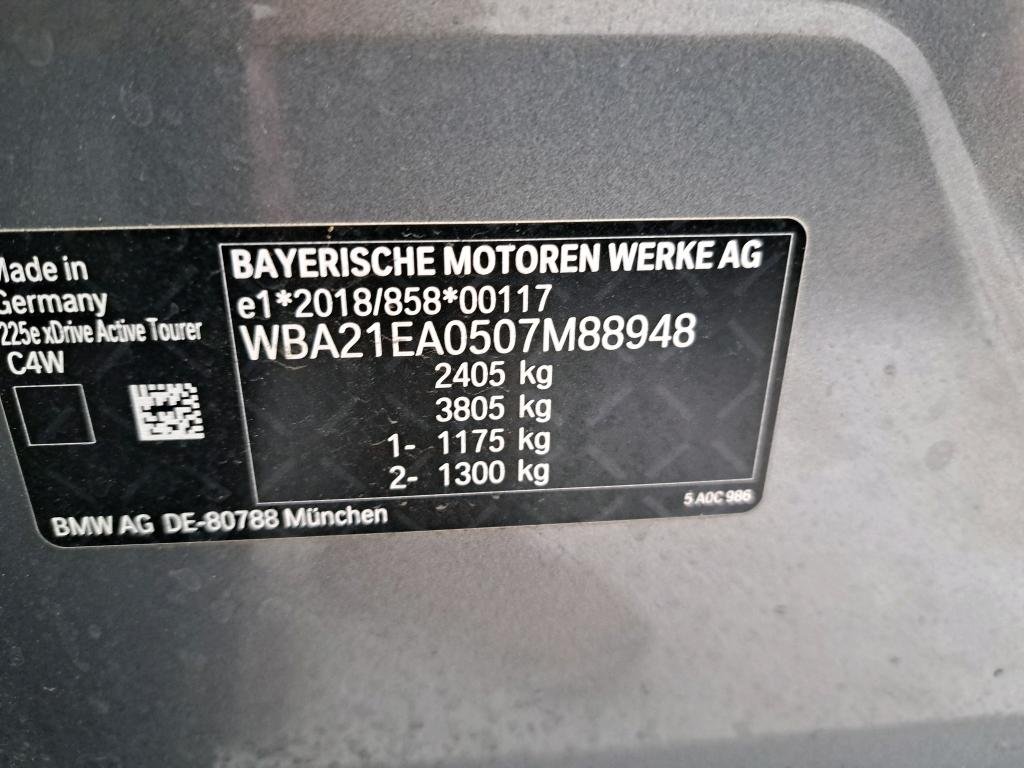 Made in
Germany
225e xDrive Active Tourer
C4W
BAYERISCHE MOTOREN WERKE AG
e1*2018/858*00117
WBA21EA0507M88948
2405 kg
3805 kg
1- 1175 kg
2- 1300 kg
5 A0C 986
BMW AG DE-80788 München